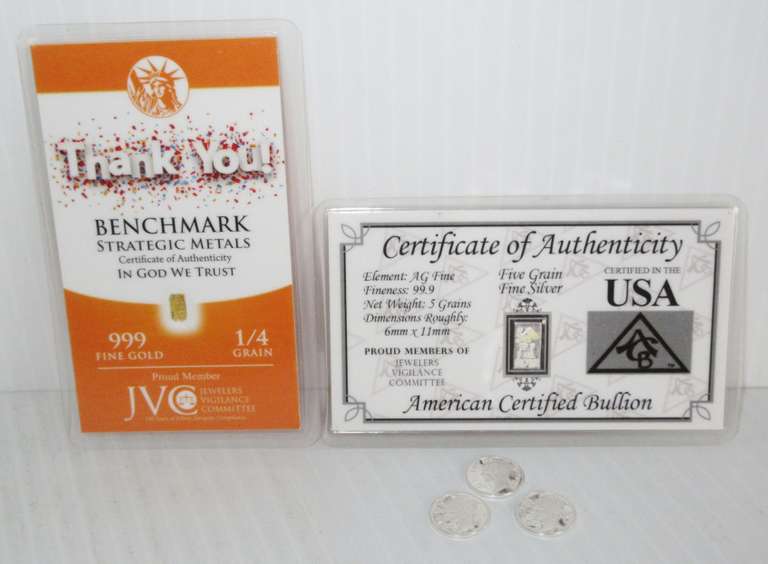 Thank You!
BENCHMARK
STRATEGIC METALS
Certificate of Authenticity
IN GOD WE TRUST
999
FINE GOLD
1/4
GRAIN
Proud Member
JVC
JEWELERS
VIGILANCE
COMMITTEE
Certificate of Authenticity
Element: AG Fine
Fineness: 99.9
Net Weight: 5 Grains
Dimensions Roughly:
6mm x 11mm
PROUD MEMBERS OF
JEWELERS
VIGILANCE
COMMITTEE
Five Grain
Fine Silver
CERTIFIED IN THE
USA
ACB
American Certified Bullion